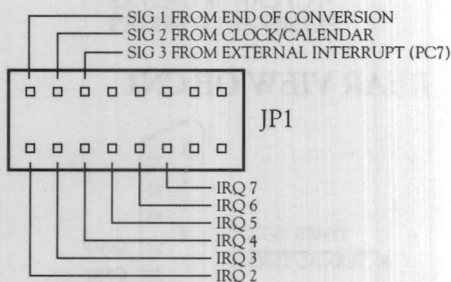 SIG 1 FROM END OF CONVERSION
SIG 2 FROM CLOCK/CALENDAR
SIG 3 FROM EXTERNAL INTERRUPT (PC7)
JP1
IRQ 7
IRQ 6
IRQ 5
IRQ 4
IRQ 3
IRQ 2